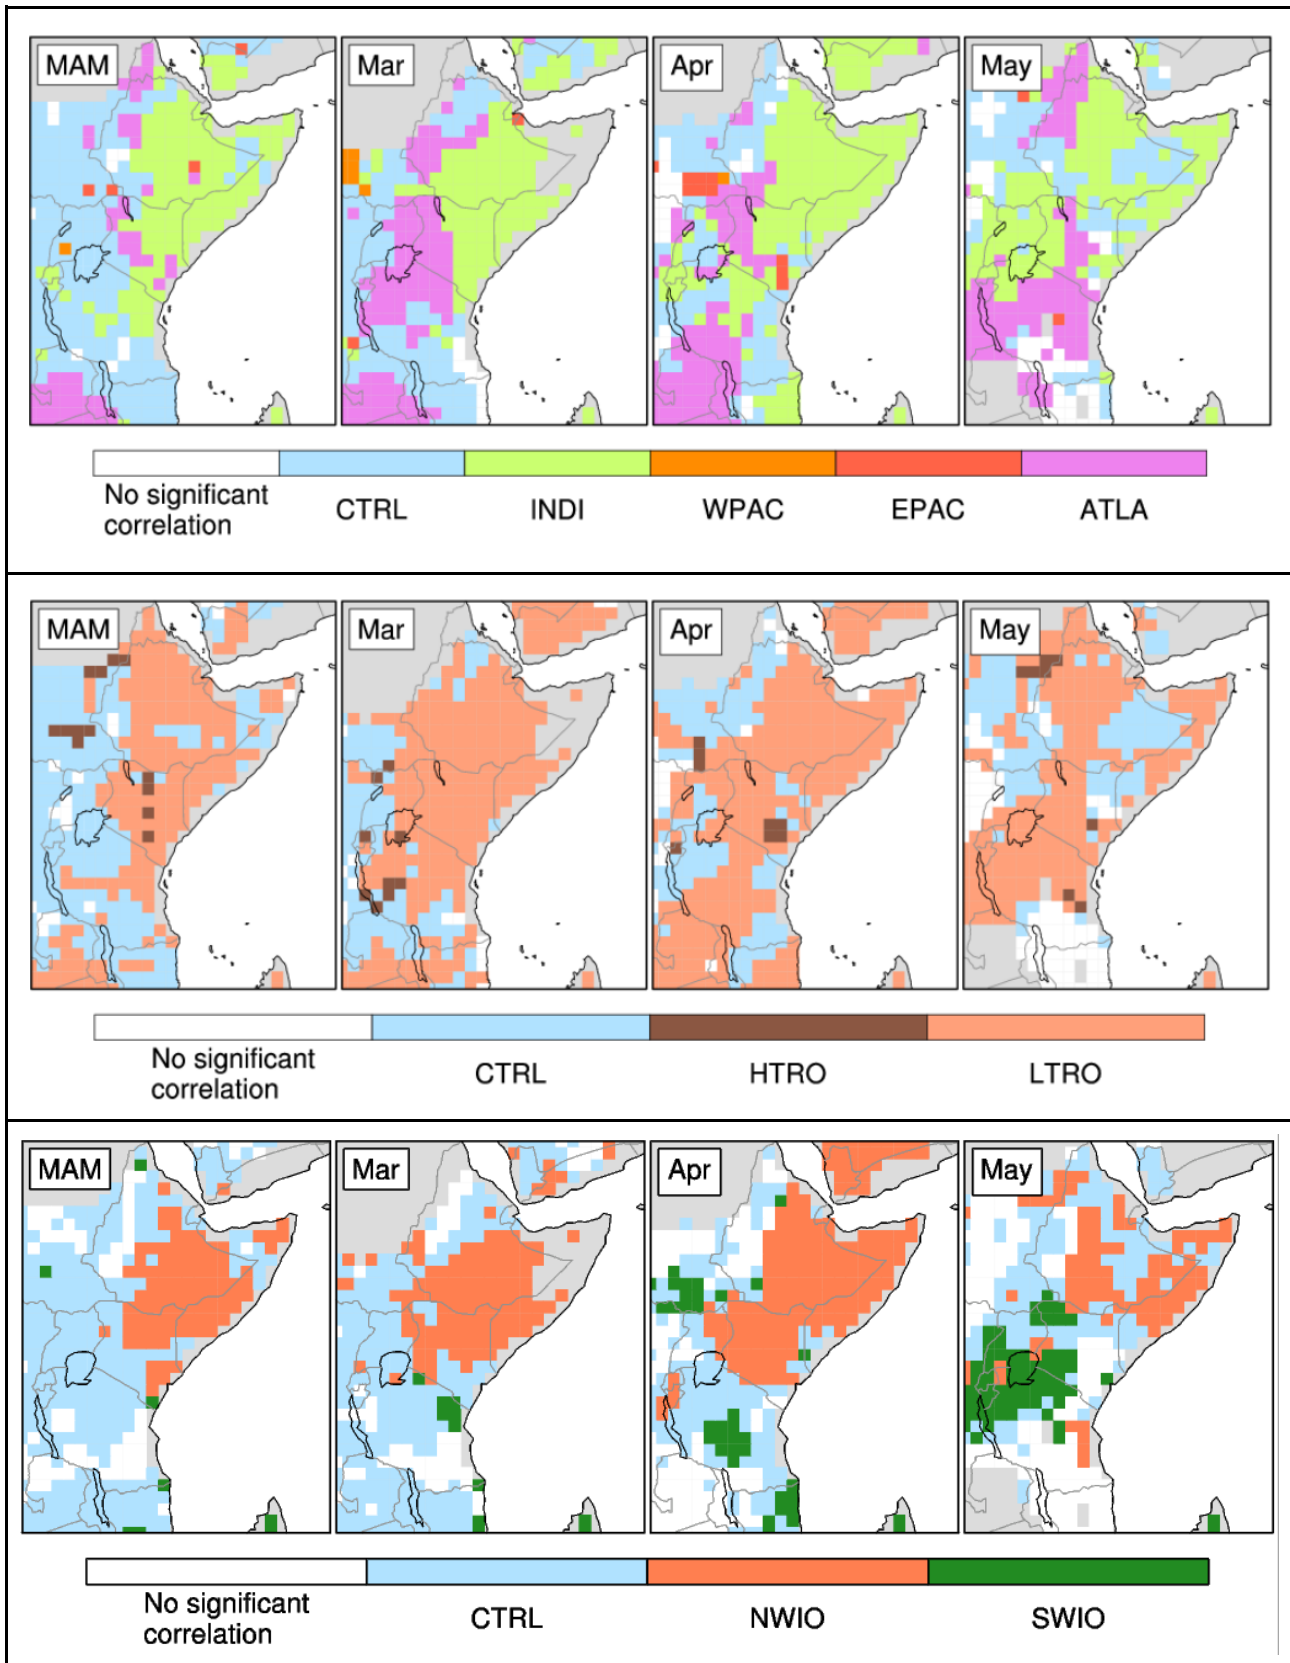 MAM Mar Apr May
No significant CTRL INDI WPAC EPAC ATLA
correlation
MAM Mar Apr May
No significant CTRL HTRO LTRO
correlation
MAM Mar Apr May
No significant CTRL NWIO SWIO
correlation